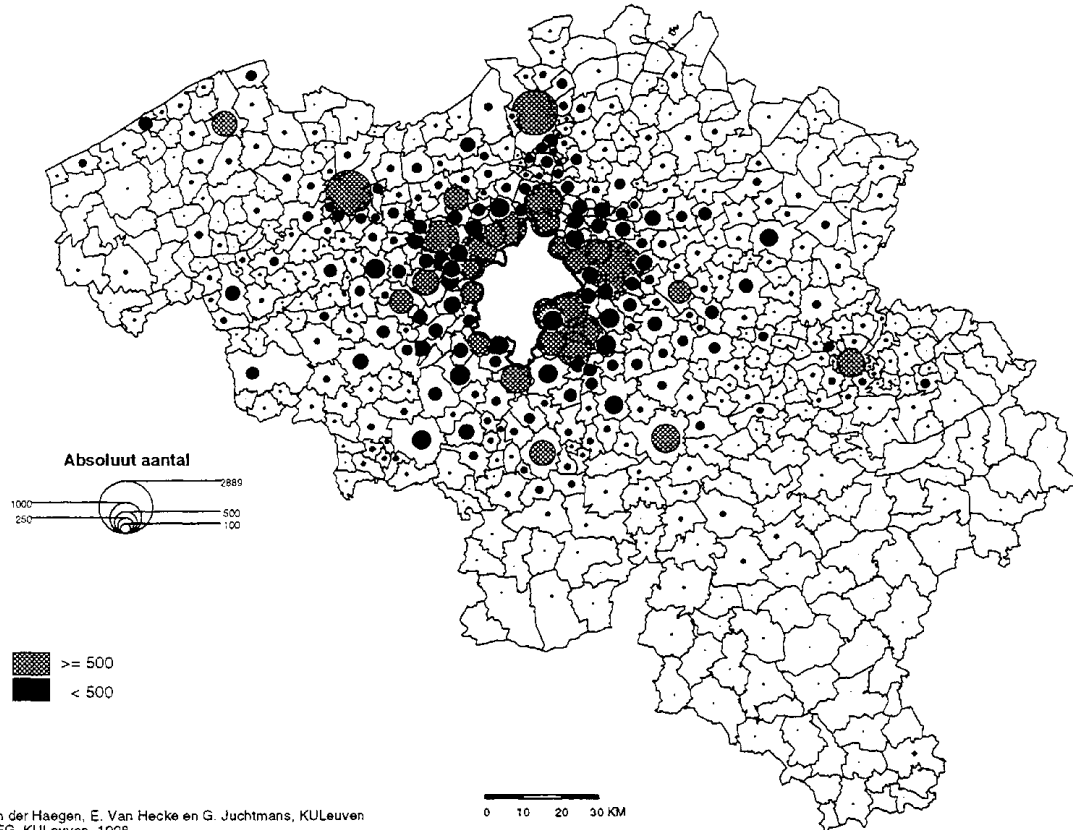 Absoluut aantal
2889
1000
500
250
100
>= 500
< 500
0 10 20 30 KM
der Haegen, E. Van Hecke en G. Juchtmans, KULeuven
KULeuven